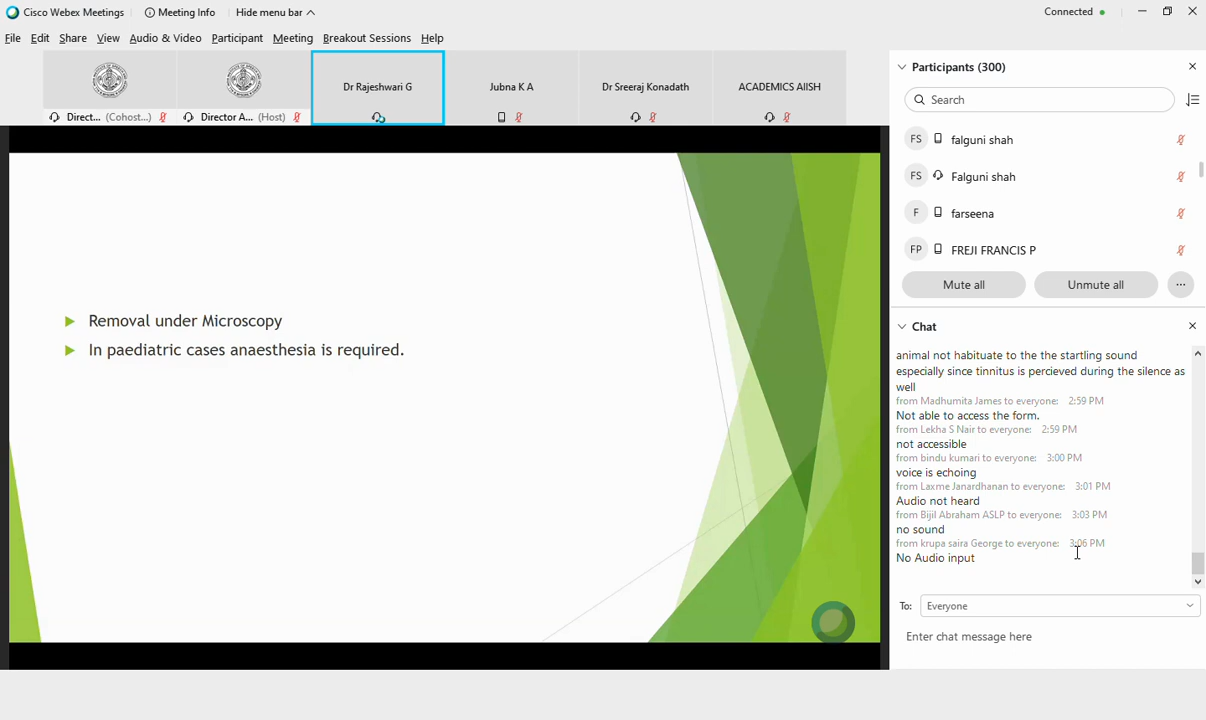 Cisco Webex Meetings
Meeting Info
Hide menu bar
Connected
File Edit Share View Audio & Video Participant Meeting Breakout Sessions Help
Dr Rajeshwari G
Jubna K A
Dr Sreeraj Konadath
ACADEMICS AIISH
Direct... (Cohost...)
Director A... (Host)
Removal under Microscopy
In paediatric cases anaesthesia is required.
Participants (300)
Search
FS falguni shah
FS Falguni shah
F farseena
FP FREJI FRANCIS P
Mute all
Unmute all
...
Chat
animal not habituate to the the startling sound
especially since tinnitus is percieved during the silence as
well
from Madhumita James to everyone: 2:59 PM
Not able to access the form.
from Lekha S Nair to everyone: 2:59 PM
not accessible
from bindu kumari to everyone: 3:00 PM
voice is echoing
from Laxme Janardhanan to everyone: 3:01 PM
Audio not heard
from Bijil Abraham ASLP to everyone: 3:03 PM
no sound
from krupa saira George to everyone: 3:06 PM
No Audio input
To: Everyone
Enter chat message here